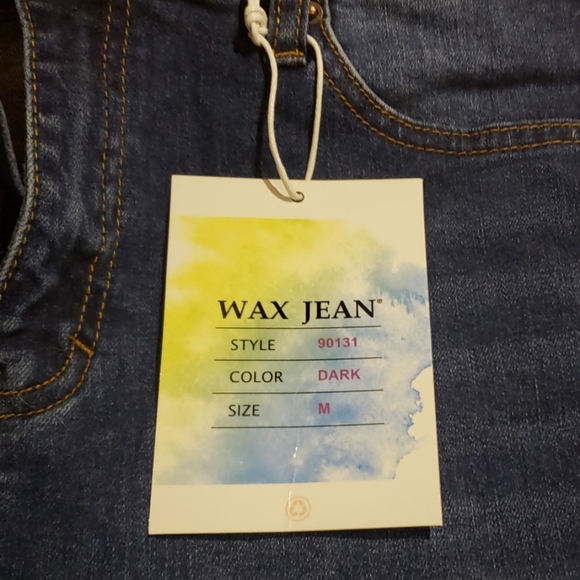 WAX JEAN®
STYLE 90131
COLOR DARK
SIZE M